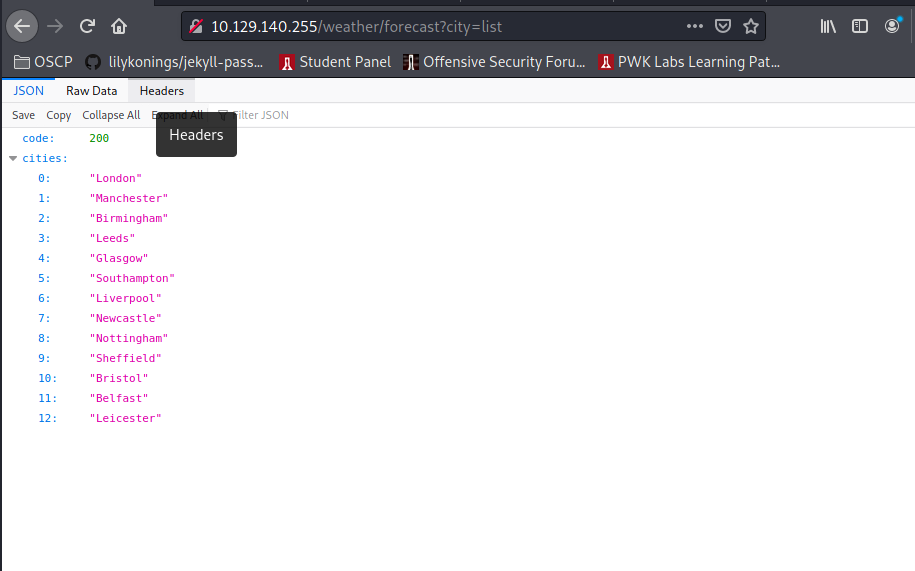 10.129.140.255/weather/forecast?city=list
OSCP lilykonings/jekyll-pass... Student Panel Offensive Security Foru... PWK Labs Learning Pat...
JSON Raw Data Headers
Save Copy Collapse All Expand All Filter JSON
Headers
code: 200
cities:
0: "London"
1: "Manchester"
2: "Birmingham"
3: "Leeds"
4: "Glasgow"
5: "Southampton"
6: "Liverpool"
7: "Newcastle"
8: "Nottingham"
9: "Sheffield"
10: "Bristol"
11: "Belfast"
12: "Leicester"